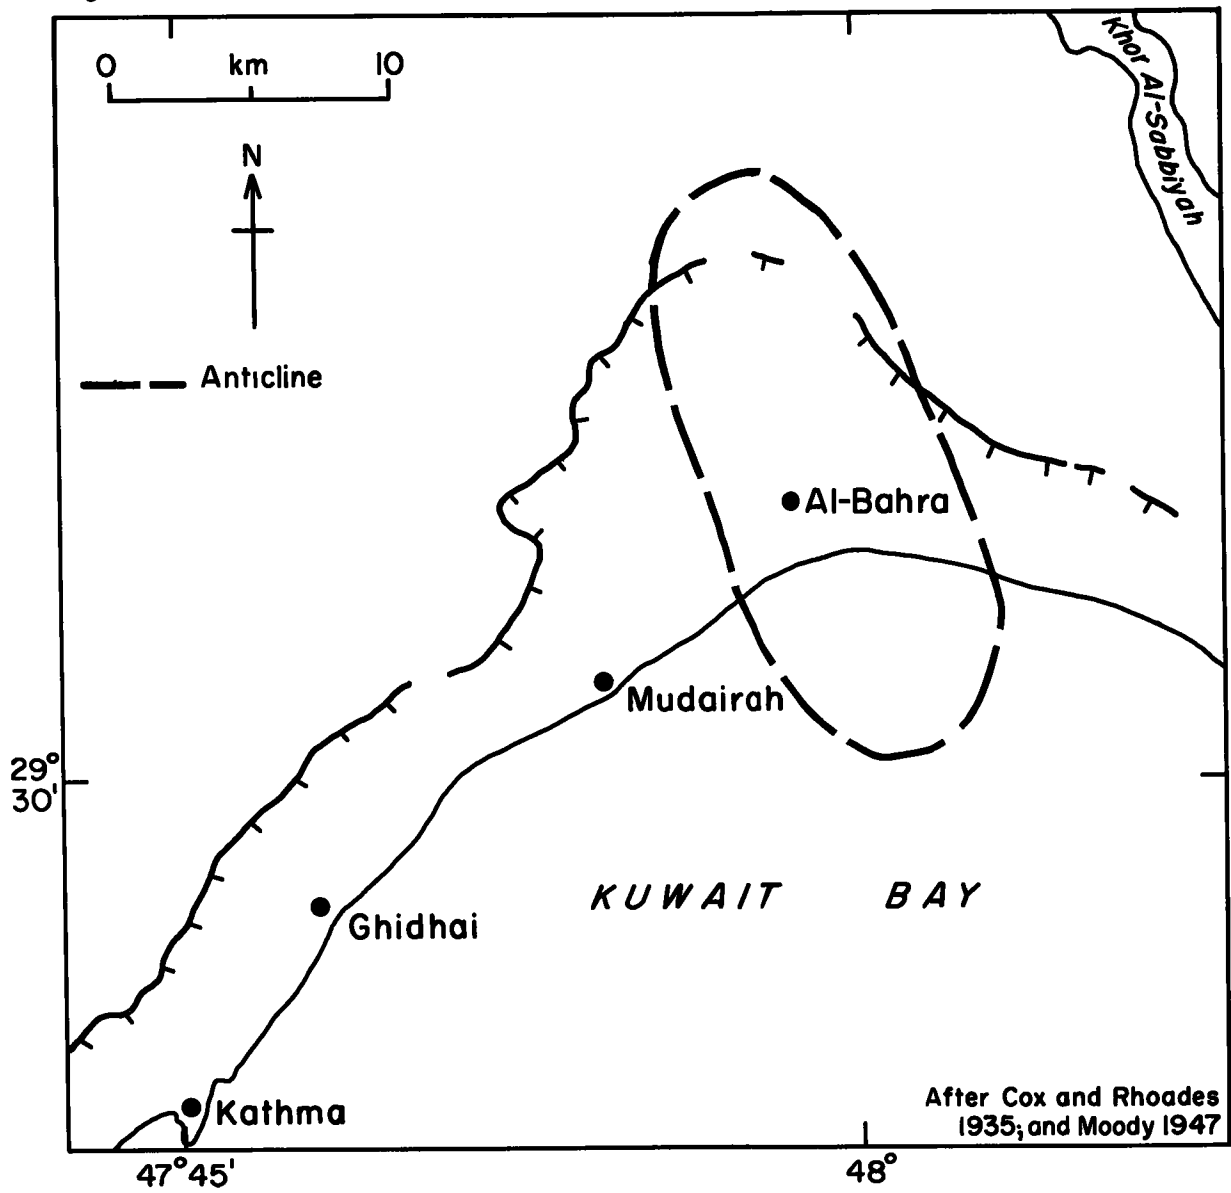 0 km 10
Khor Al-Sabbiyah
N
Anticline
Al-Bahra
Mudairah
29°
30'
KUWAIT BAY
Ghidhai
After Cox and Rhoades
1935; and Moody 1947
Kathma
47°45'
48°